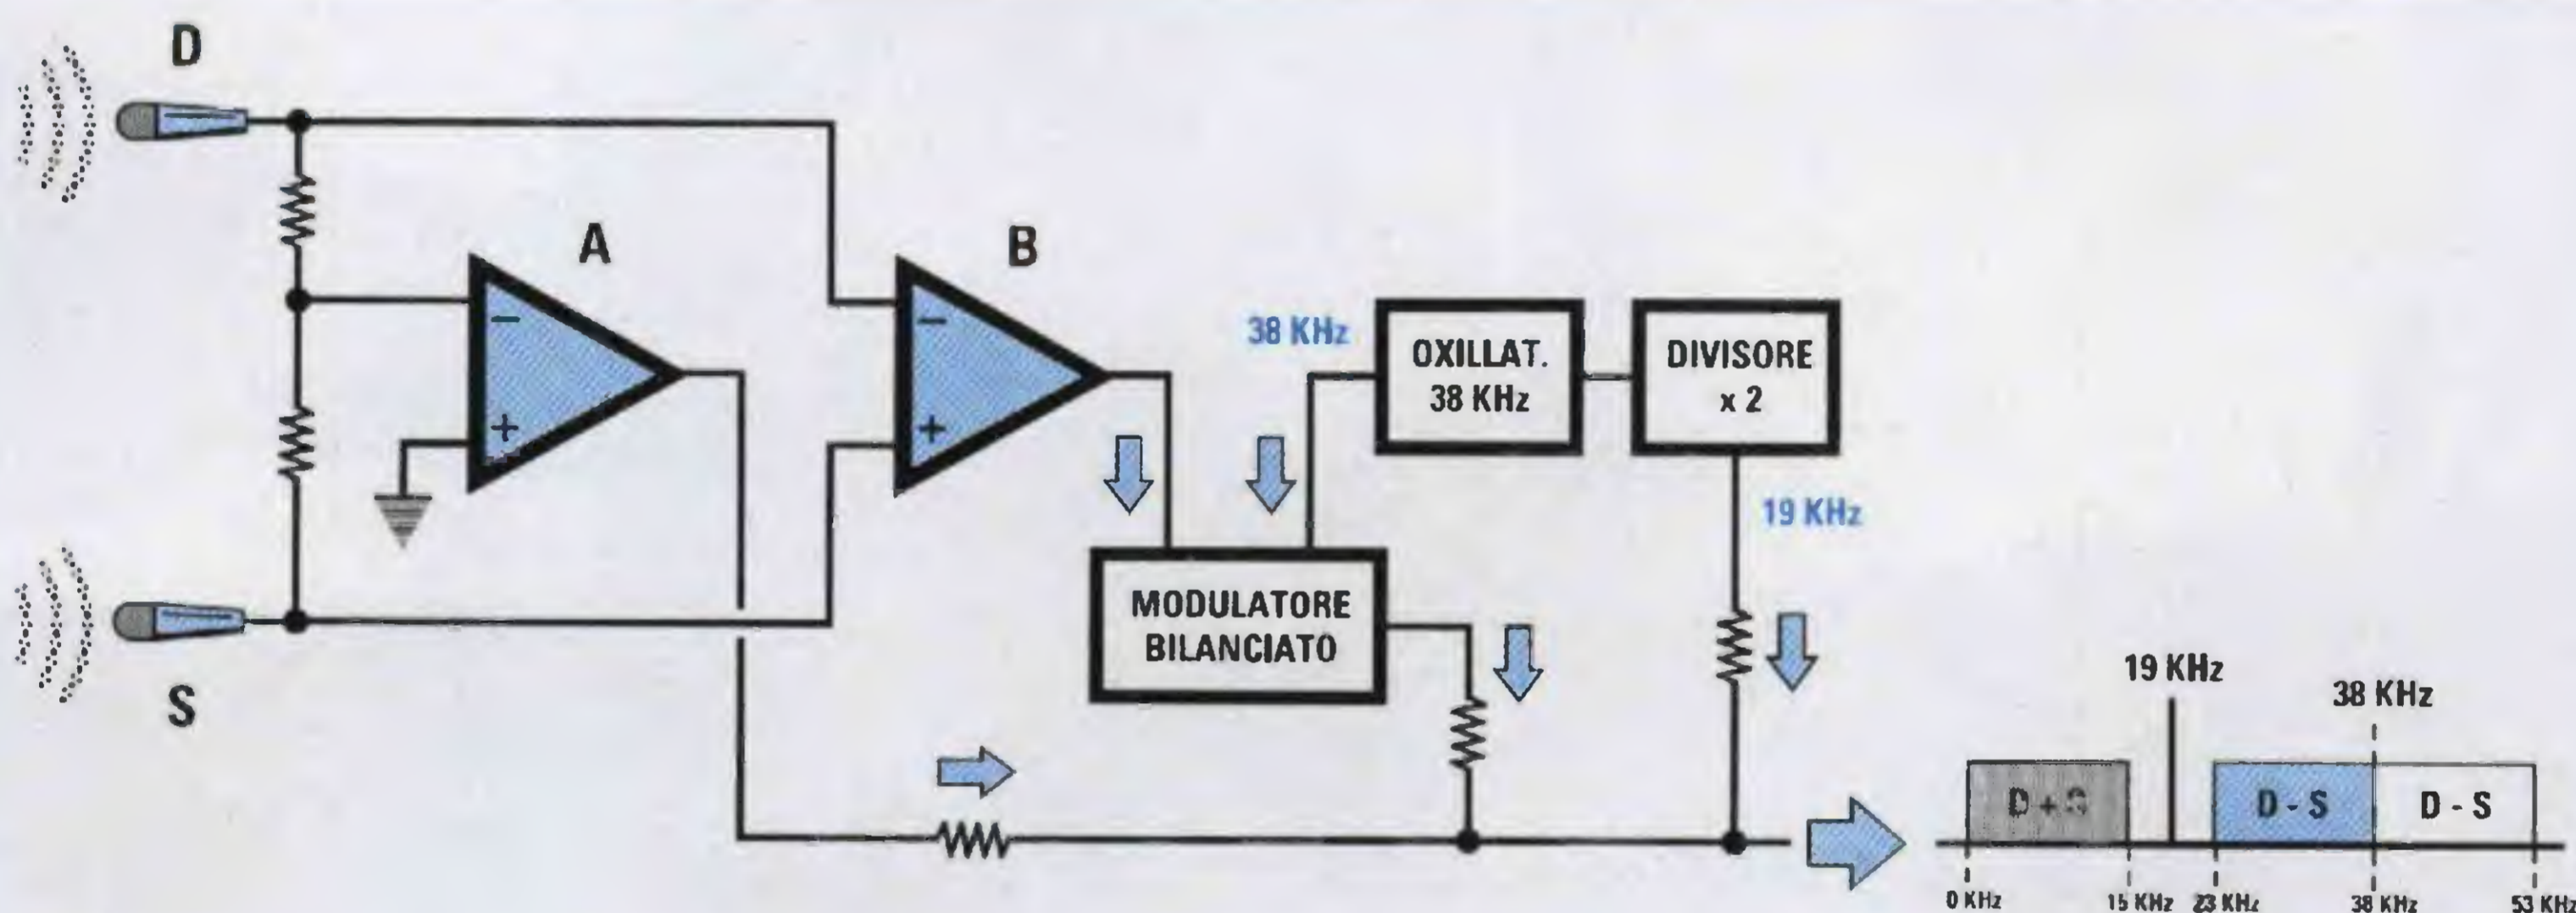 D
A
B
−
+
−
+
S
38 KHz
OXILLAT.
38 KHz
DIVISORE
x 2
19 KHz
MODULATORE
BILANCIATO
19 KHz
38 KHz
D + S
D - S
D - S
0 KHz
15 KHz
23 KHz
38 KHz
53 KHz